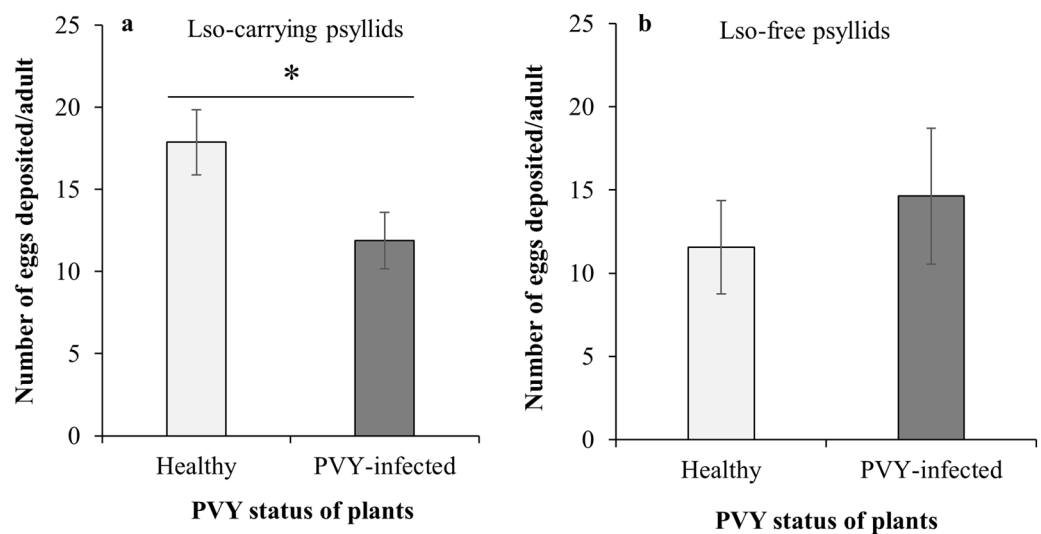 a
Lso-carrying psyllids
*
Number of eggs deposited/adult
25
20
15
10
5
0
Healthy
PVY-infected
PVY status of plants
b
Lso-free psyllids
Number of eggs deposited/adult
25
20
15
10
5
0
Healthy
PVY-infected
PVY status of plants